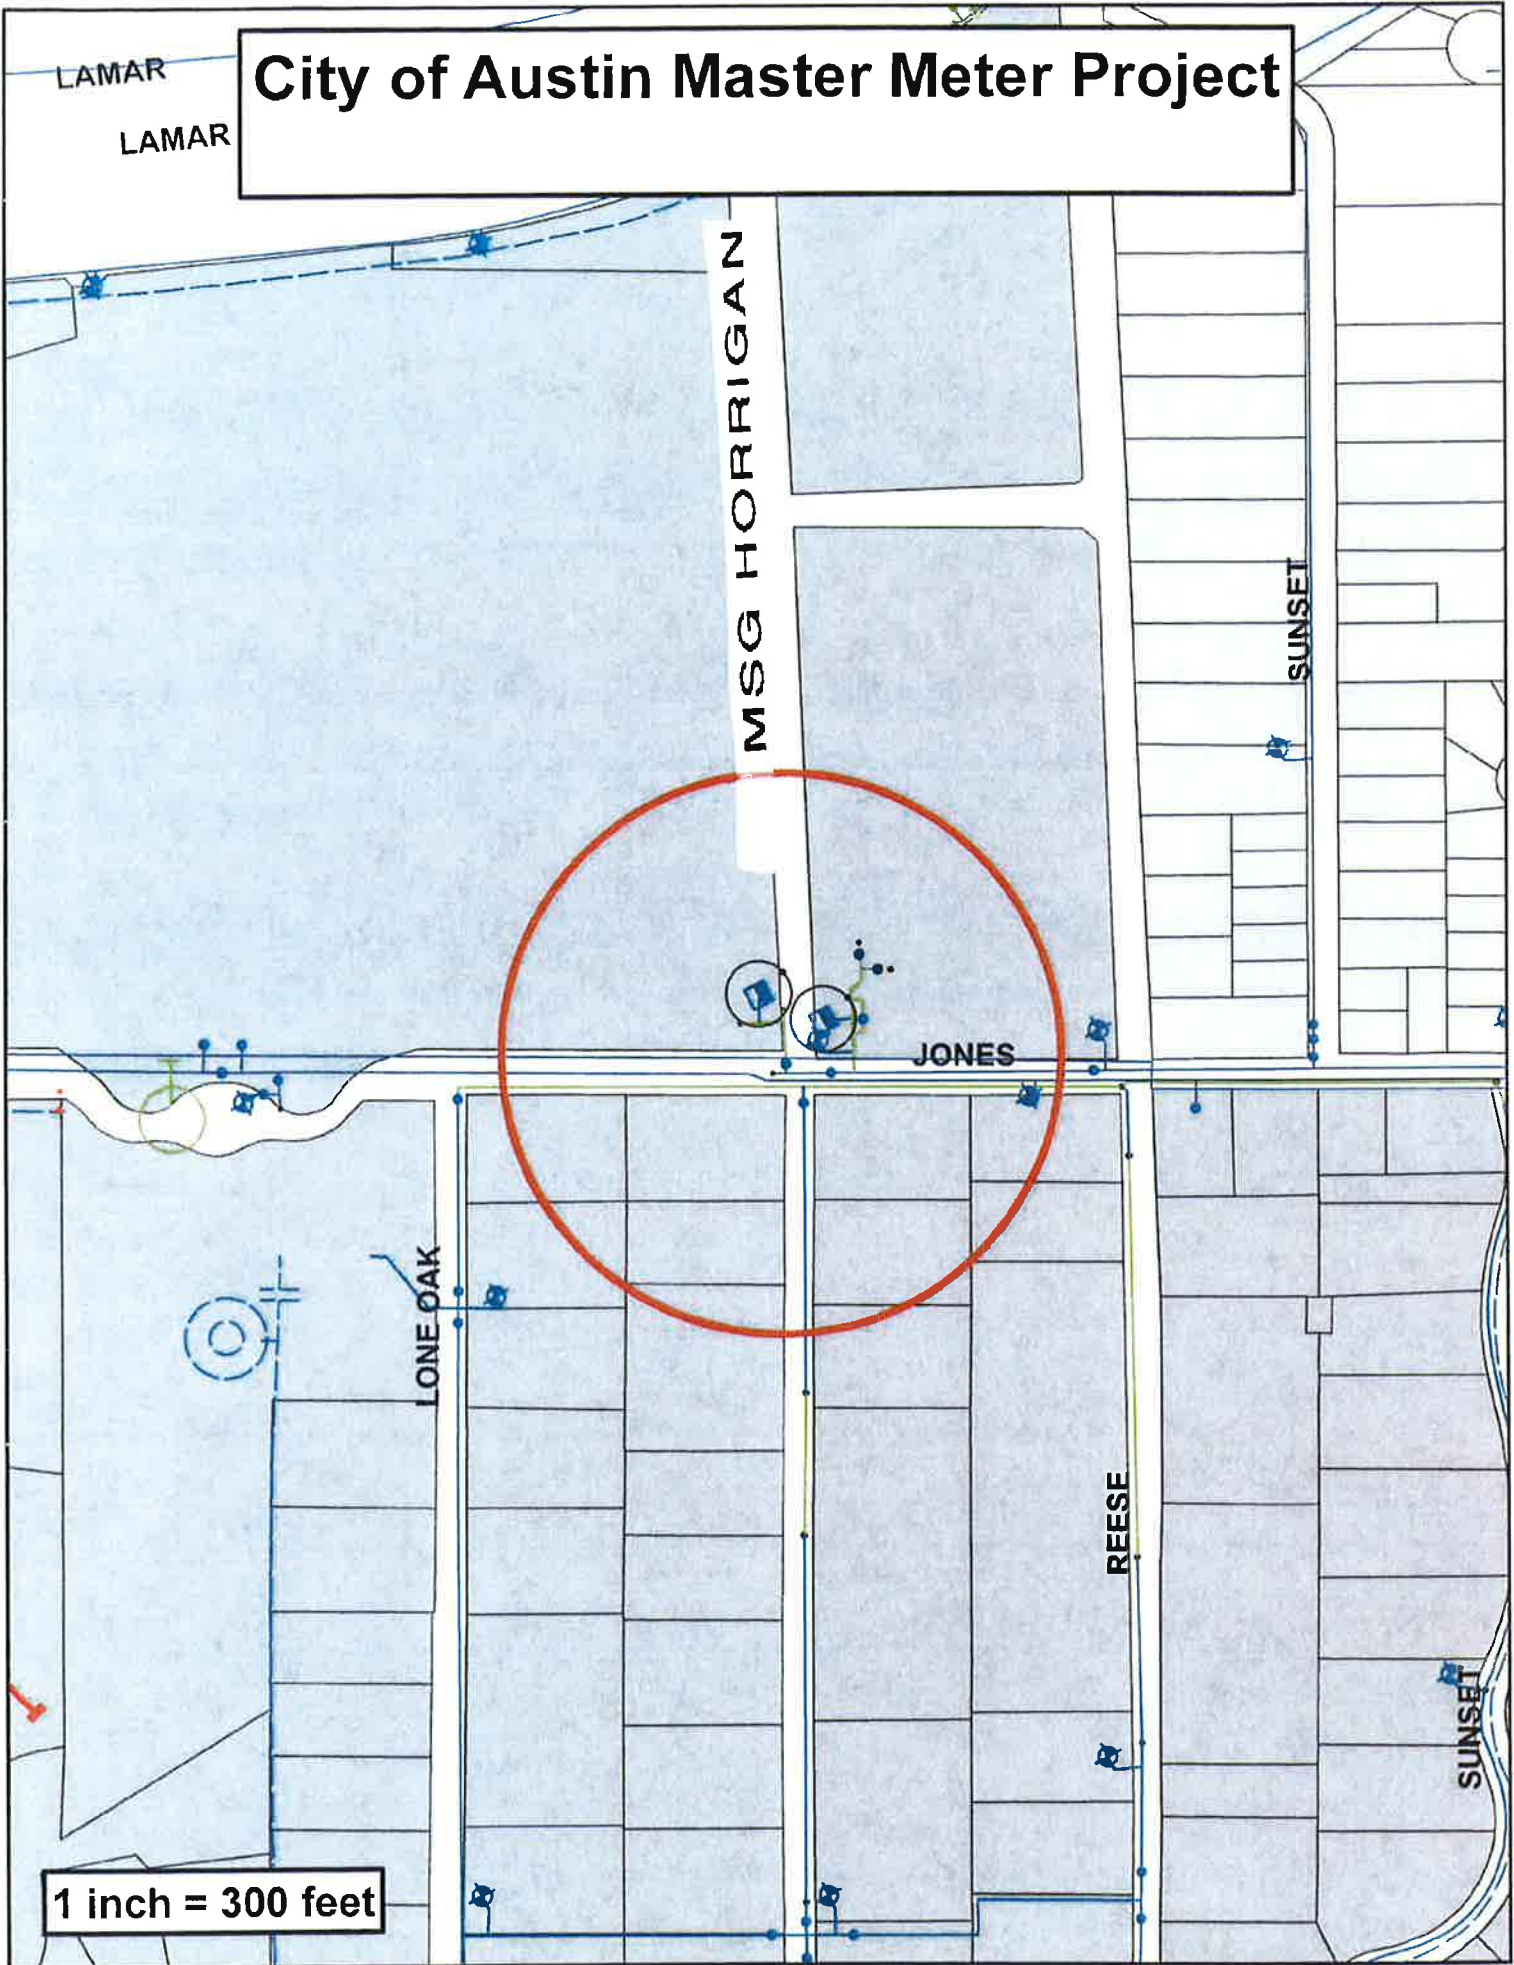 City of Austin Master Meter Project
LAMAR
LAMAR
MSG HORRIGAN
SUNSET
JONES
LONE OAK
REESE
SUNSET
1 inch = 300 feet